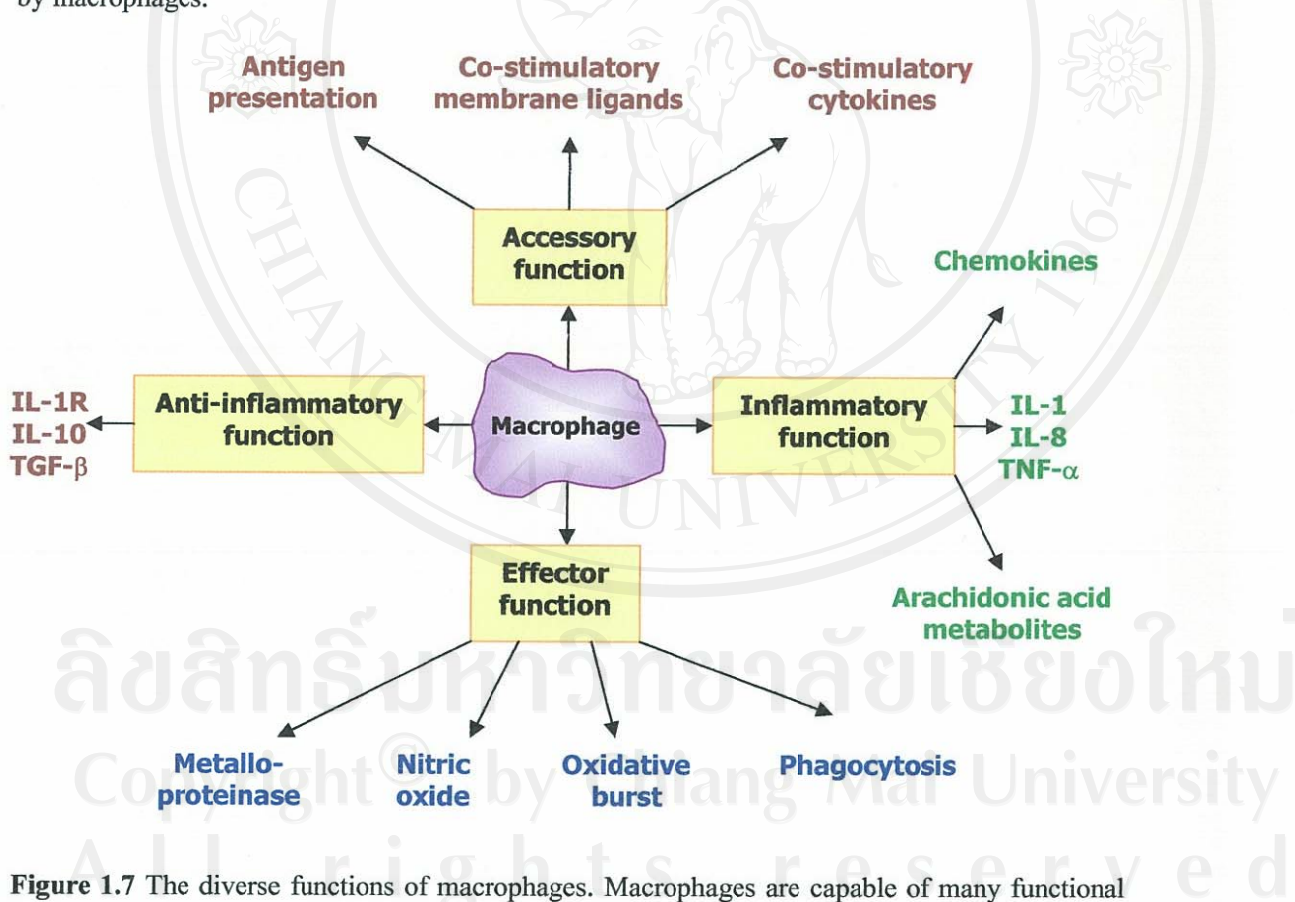 by macrophages.
Antigen
presentation
Co-stimulatory
membrane ligands
Co-stimulatory
cytokines
Accessory
function
Chemokines
IL-1R
IL-10
TGF-β
Anti-inflammatory
function
Macrophage
Inflammatory
function
IL-1
IL-8
TNF-α
Effector
function
Arachidonic acid
metabolites
Metallo-
proteinase
Nitric
oxide
Oxidative
burst
Phagocytosis
CHIANG MAI UNIVERSITY 1964
ลิขสิทธิ์มหาวิทยาลัยเชียงใหม่
Copyright © by Chiang Mai University
All rights reserved
Figure 1.7 The diverse functions of macrophages. Macrophages are capable of many functional